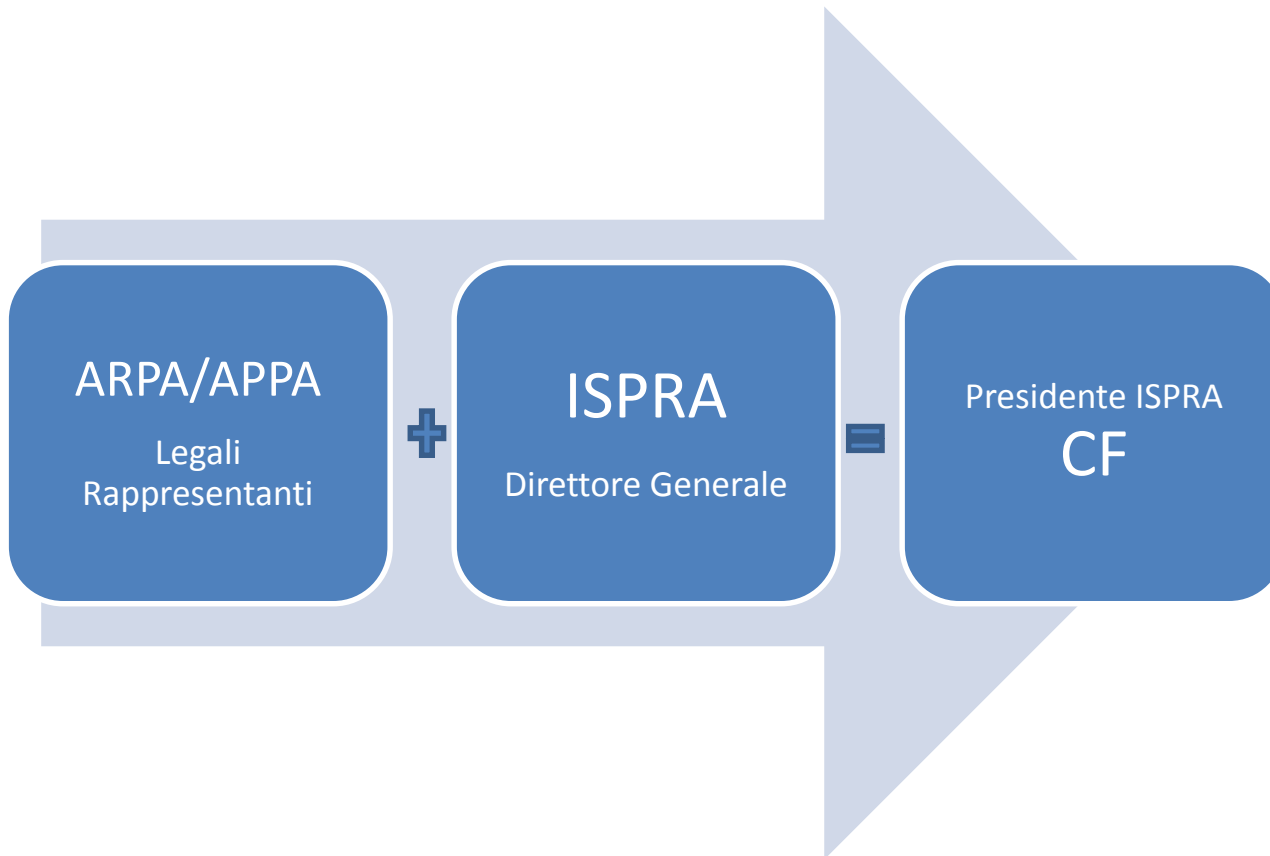 ARPA/APPA
Legali
Rappresentanti
ISPRA
Direttore Generale
Presidente ISPRA
CF